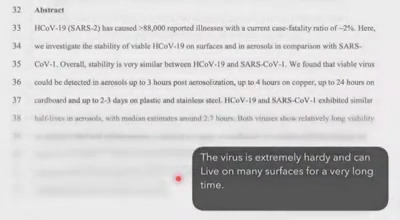 32 Abstract
33 HCoV-19 (SARS-2) has caused >88,000 reported illnesses with a current case-fatality ratio of ~2%. Here,
34 we investigate the stability of viable HCoV-19 on surfaces and in aerosols in comparison with SARS-
35 CoV-1. Overall, stability is very similar between HCoV-19 and SARS-CoV-1. We found that viable virus
36 could be detected in aerosols up to 3 hours post aerosolization, up to 4 hours on copper, up to 24 hours on
37 cardboard and up to 2-3 days on plastic and stainless steel. HCoV-19 and SARS-CoV-1 exhibited similar
38 half-lives in aerosols, with median estimates around 2.7 hours. Both viruses show relatively long viability
The virus is extremely hardy and can
Live on many surfaces for a very long
time.